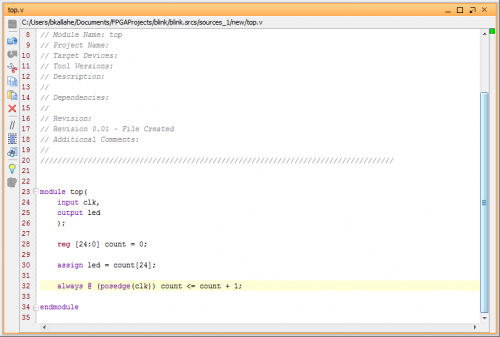 top.v
C:/Users/bkallahe/Documents/FPGAProjects/blink/blink.srcs/sources_1/new/top.v
8 // Module Name: top
9 // Project Name:
10 // Target Devices:
11 // Tool Versions:
12 // Description:
13 //
14 // Dependencies:
15 //
16 // Revision:
17 // Revision 0.01 - File Created
18 // Additional Comments:
19 //
20 //////////////////////////////////////////////////////////////////////////////////
21
22
23 module top(
24 input clk,
25 output led
26 );
27
28 reg [24:0] count = 0;
29
30 assign led = count[24];
31
32 always @ (posedge(clk)) count <= count + 1;
33
34 endmodule
35